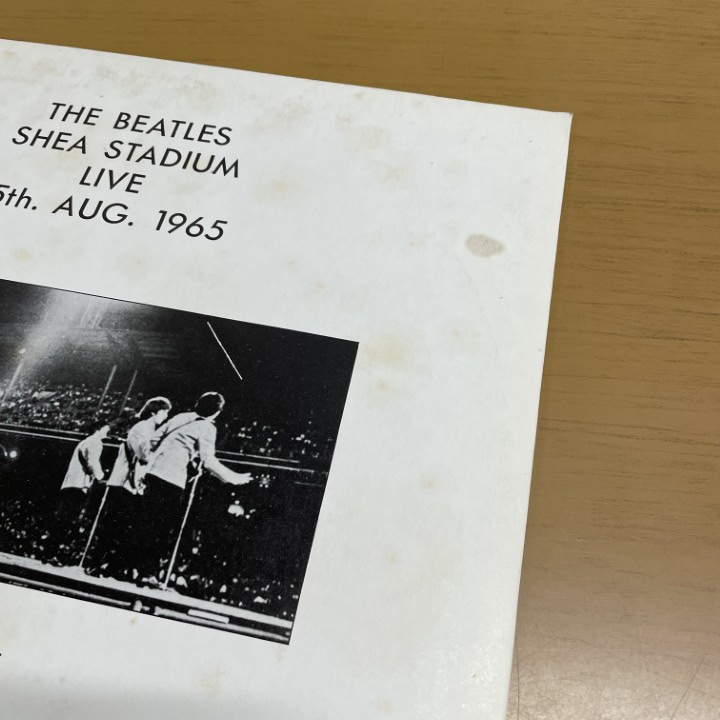 THE BEATLES
SHEA STADIUM
LIVE
5th. AUG. 1965